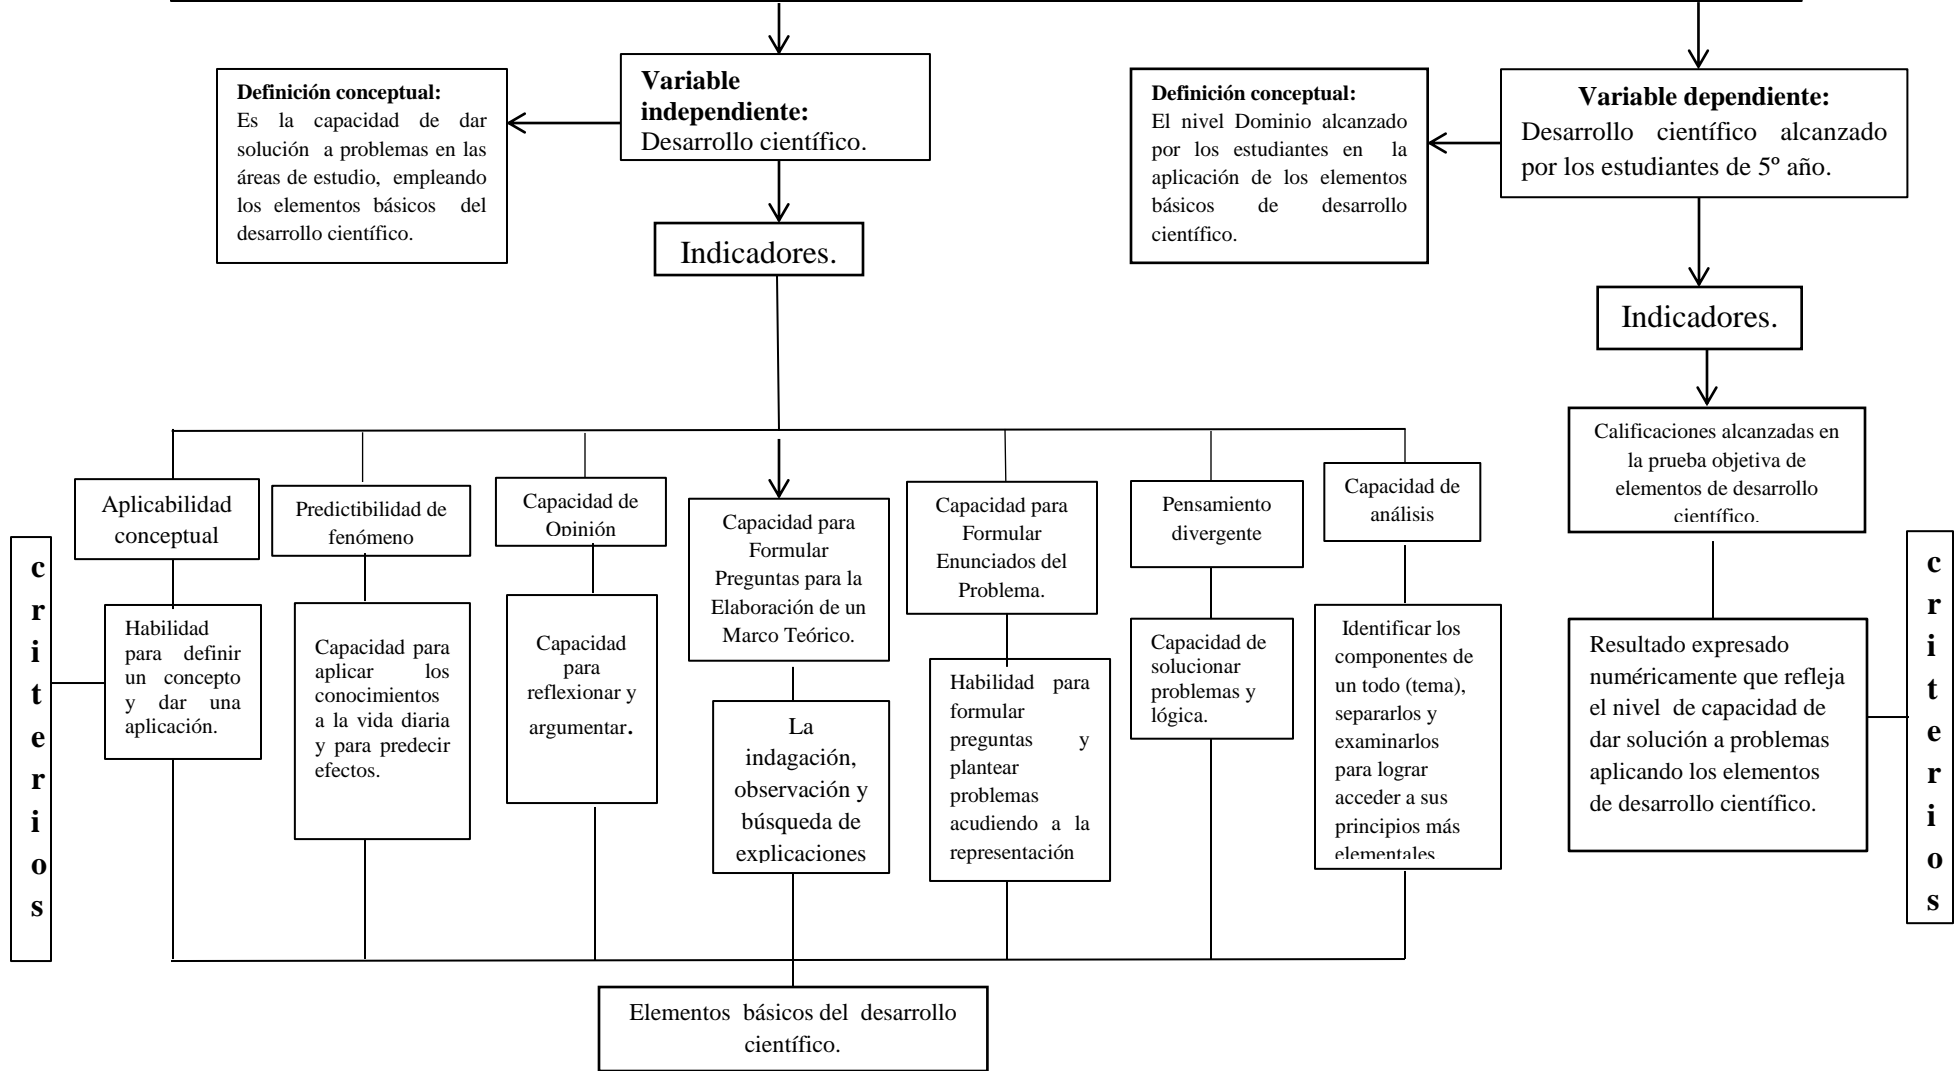 Definición conceptual:
Es la capacidad de dar
solución a problemas en las
áreas de estudio, empleando
los elementos básicos del
desarrollo científico.
Variable
independiente:
Desarrollo científico.
Definición conceptual:
El nivel Dominio alcanzado
por los estudiantes en la
aplicación de los elementos
básicos de desarrollo
científico.
Variable dependiente:
Desarrollo científico alcanzado
por los estudiantes de 5º año.
Indicadores.
Indicadores.
Calificaciones alcanzadas en
la prueba objetiva de
elementos de desarrollo
científico.
Aplicabilidad
conceptual
Predictibilidad de
fenómeno
Capacidad de
Opinión
Capacidad para
Formular
Preguntas para la
Elaboración de un
Marco Teórico.
Capacidad para
Formular
Enunciados del
Problema.
Pensamiento
divergente
Capacidad de
análisis
c
r
i
t
e
r
i
o
s
Habilidad
para definir
un concepto
y dar una
aplicación.
Capacidad para
aplicar los
conocimientos
a la vida diaria
y para predecir
efectos.
Capacidad
para
reflexionar y
argumentar.
La
indagación,
observación y
búsqueda de
explicaciones
Habilidad para
formular
preguntas y
plantear
problemas
acudiendo a la
representación
Capacidad de
solucionar
problemas y
lógica.
Identificar los
componentes de
un todo (tema),
separarlos y
examinarlos
para lograr
acceder a sus
principios más
elementales
Resultado expresado
numéricamente que refleja
el nivel de capacidad de
dar solución a problemas
aplicando los elementos
de desarrollo científico.
c
r
i
t
e
r
i
o
s
Elementos básicos del desarrollo
científico.